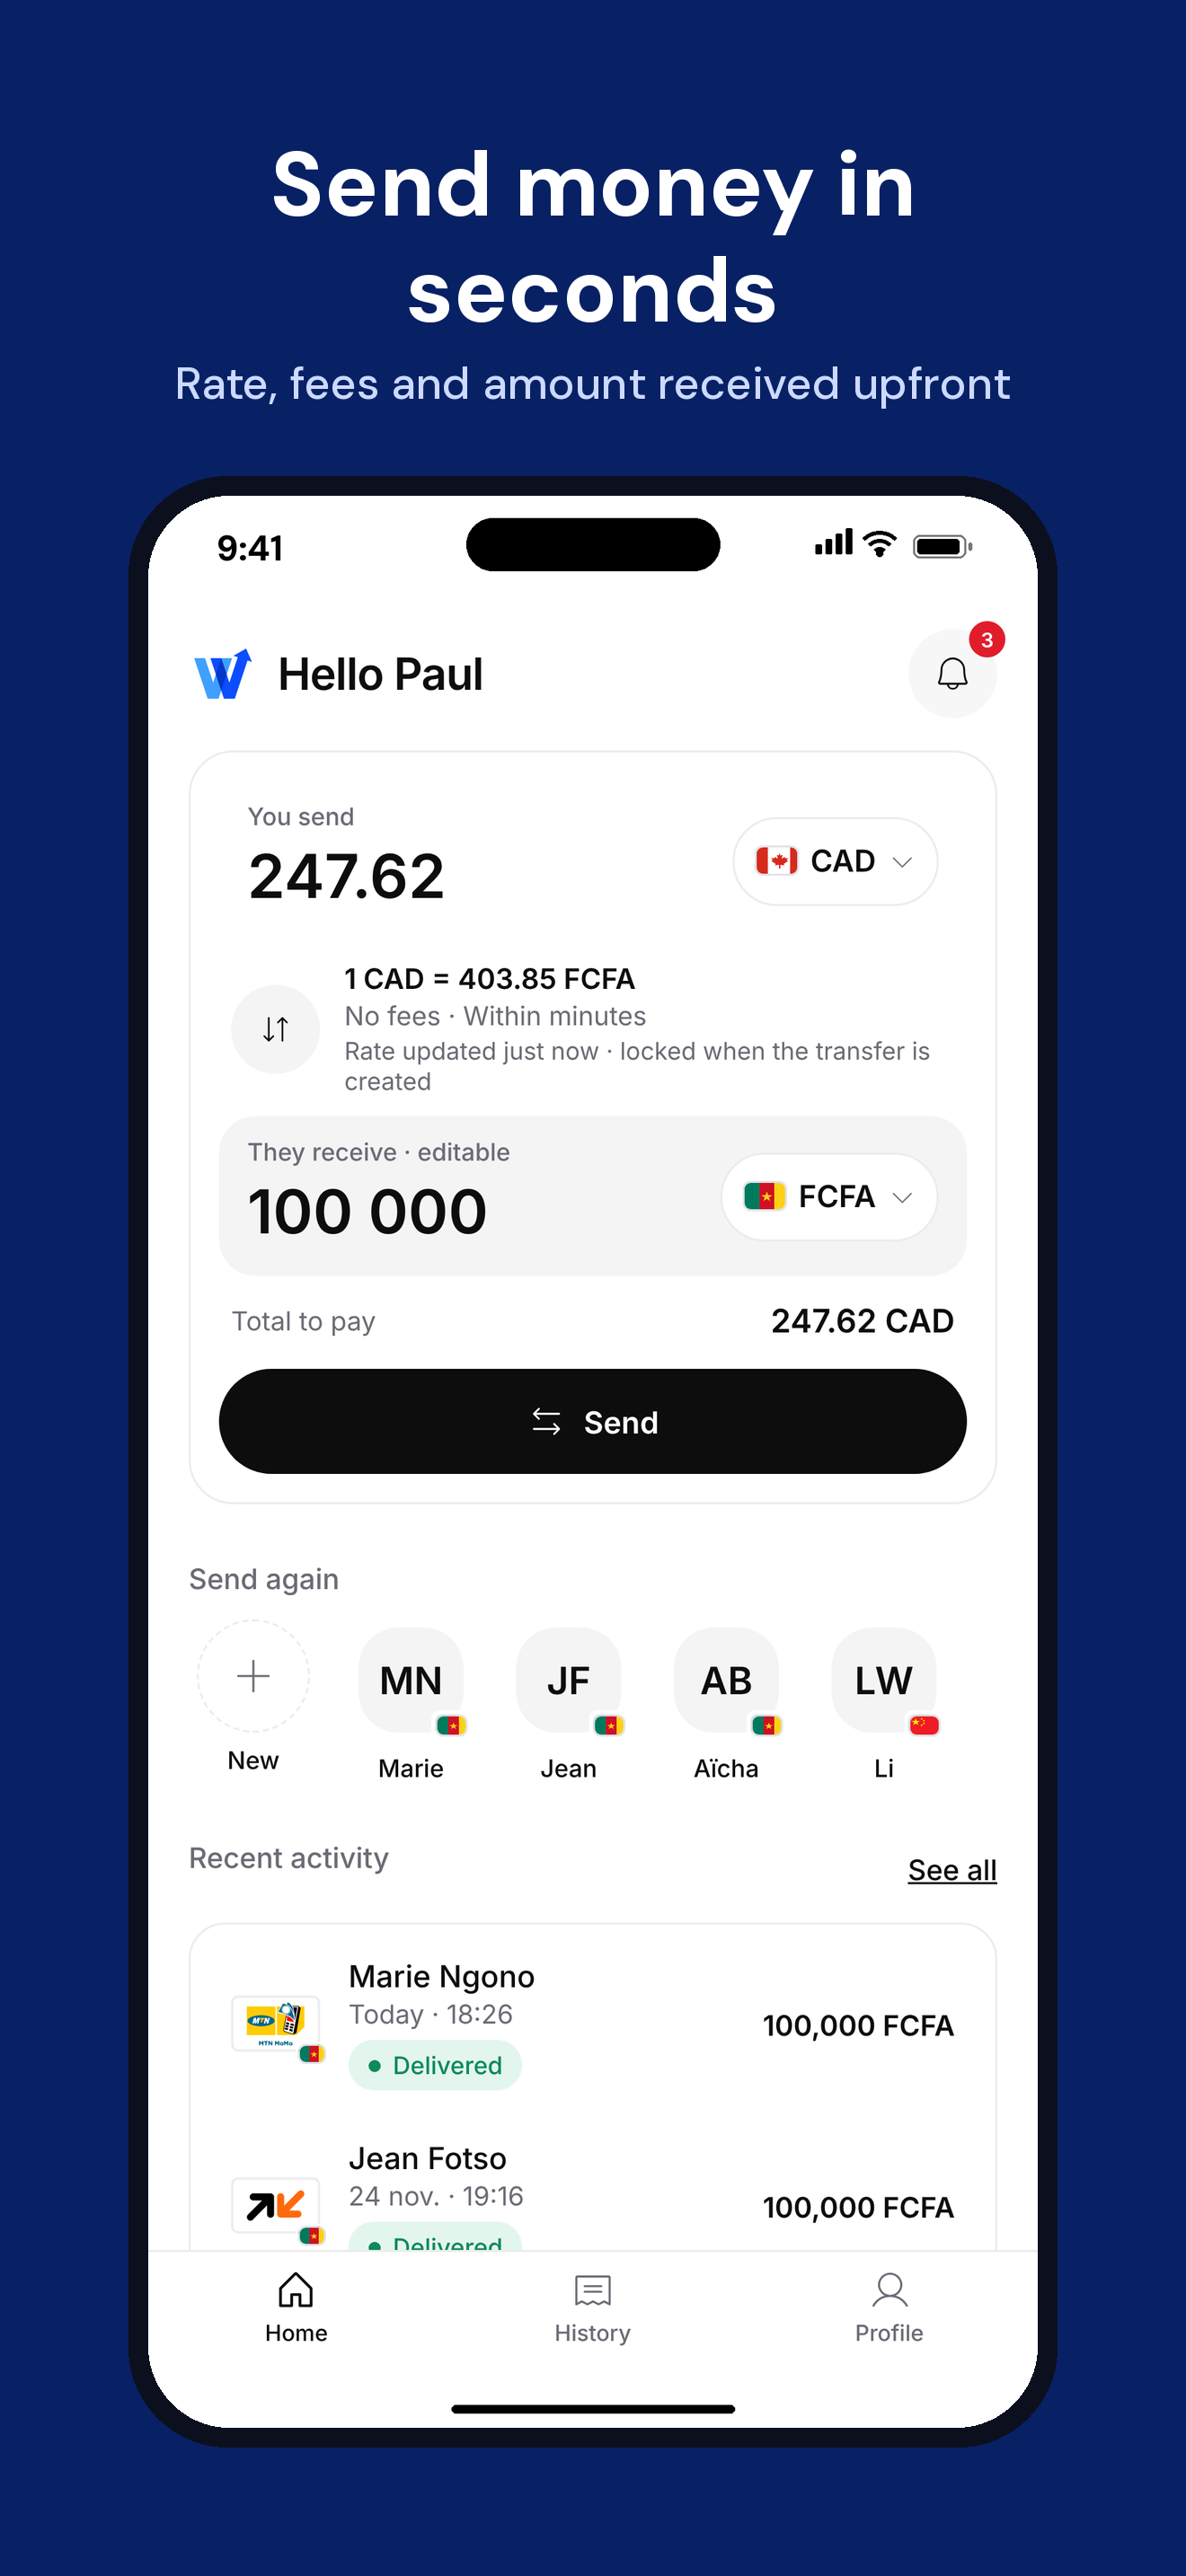 Send money in
seconds
Rate, fees and amount received upfront
9:41
Hello Paul
3
You send
247.62
CAD
1 CAD = 403.85 FCFA
No fees · Within minutes
Rate updated just now · locked when the transfer is
created
They receive · editable
100 000
FCFA
Total to pay
247.62 CAD
Send
Send again
New
MN
Marie
JF
Jean
AB
Aïcha
LW
Li
Recent activity
See all
MTN
MTN MoMo
Marie Ngono
Today · 18:26
Delivered
100,000 FCFA
Jean Fotso
24 nov. · 19:16
Delivered
100,000 FCFA
Home
History
Profile